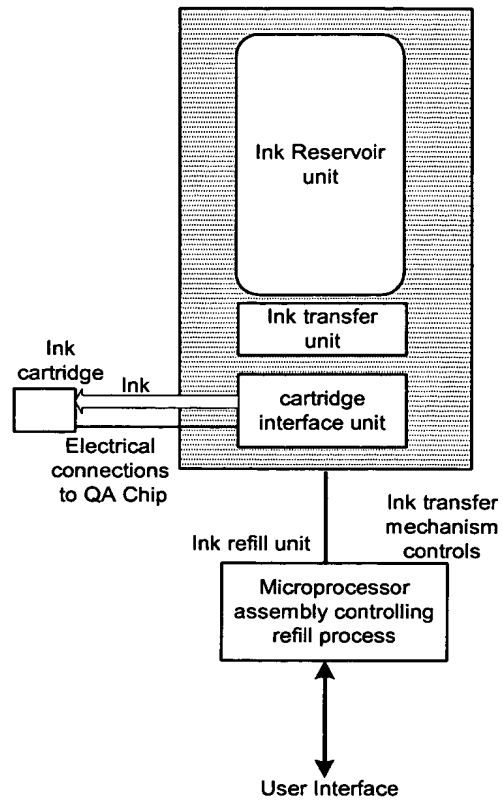 Ink Reservoir
unit
Ink transfer
unit
Ink
cartridge
Ink
cartridge
interface unit
Electrical
connections
to QA Chip
Ink transfer
mechanism
controls
Ink refill unit
Microprocessor
assembly controlling
refill process
User Interface